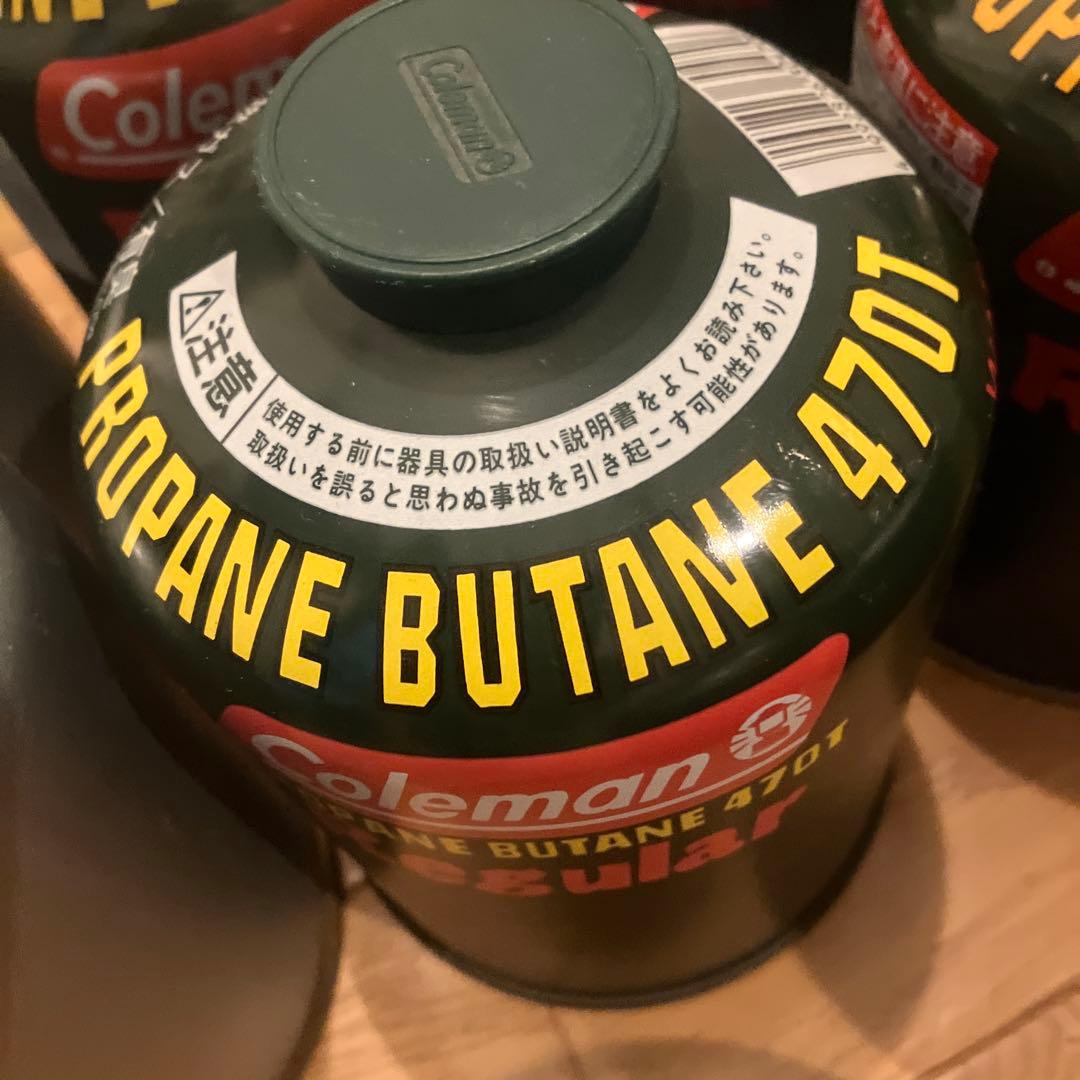 Coleman
Coleman
⚠注意
使用する前に器具の取扱い説明書をよくお読み下さい。
取扱いを誤ると思わぬ事故を引き起こす可能性があります。
PROPANE BUTANE 470T
Coleman
PROPANE BUTANE 470T
regular